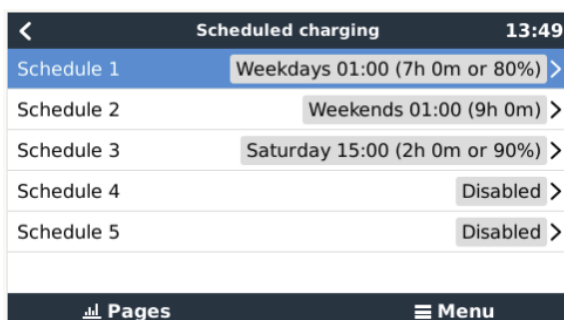 Scheduled charging 13:49
Schedule 1 Weekdays 01:00 (7h 0m or 80%)
Schedule 2 Weekends 01:00 (9h 0m)
Schedule 3 Saturday 15:00 (2h 0m or 90%)
Schedule 4 Disabled
Schedule 5 Disabled
Pages Menu